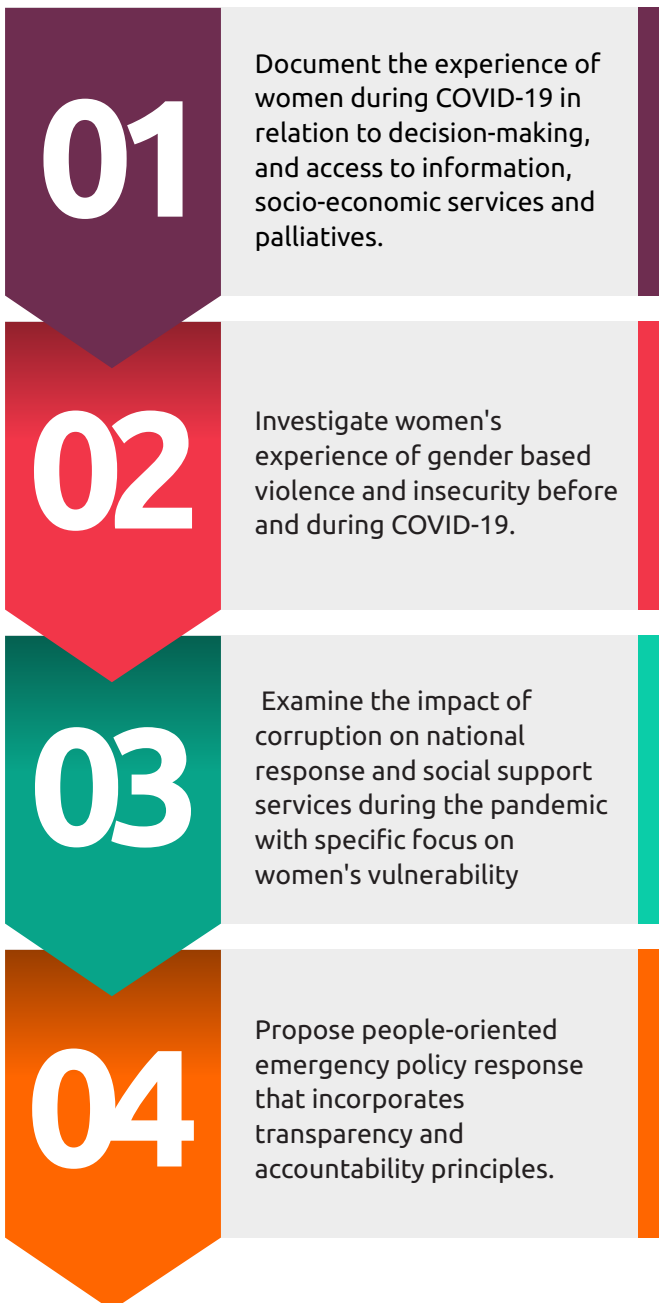 01
Document the experience of
women during COVID-19 in
relation to decision-making,
and access to information,
socio-economic services and
palliatives.
02
Investigate women's
experience of gender based
violence and insecurity before
and during COVID-19.
03
Examine the impact of
corruption on national
response and social support
services during the pandemic
with specific focus on
women's vulnerability
04
Propose people-oriented
emergency policy response
that incorporates
transparency and
accountability principles.